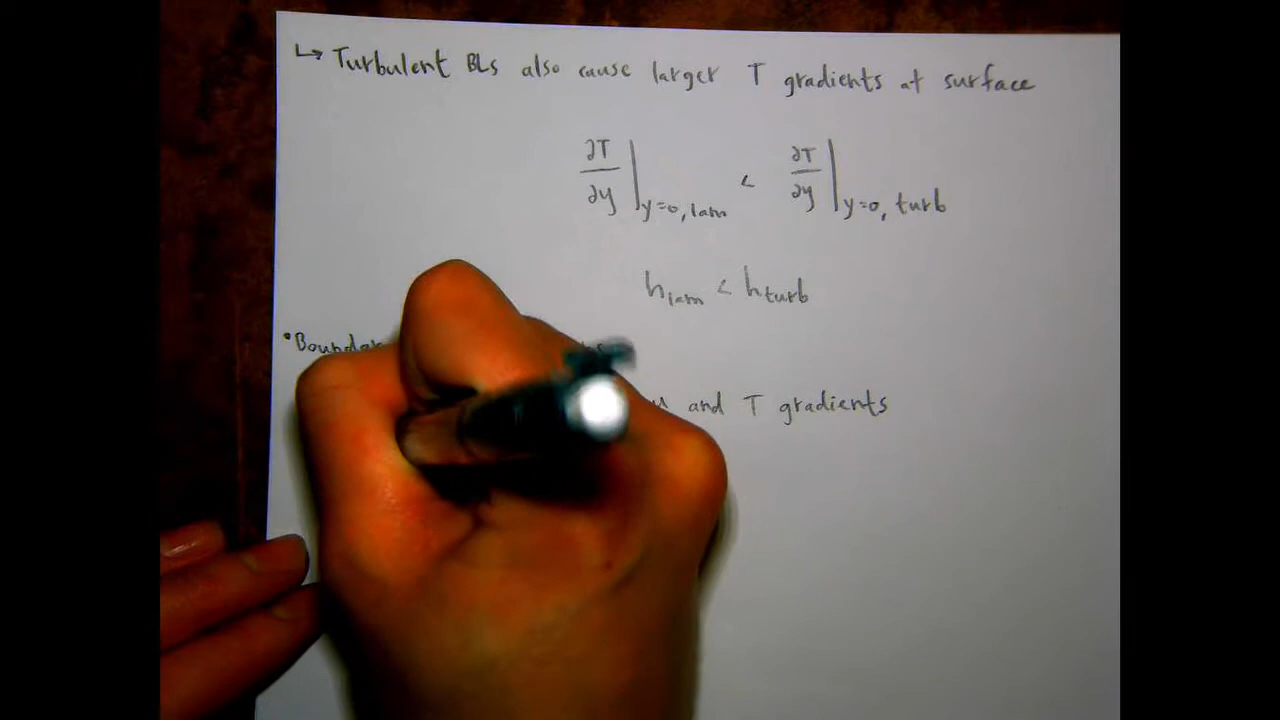 ↳ Turbulent BLs also cause larger T gradients at surface
∂T/∂y |y=0, lam < ∂T/∂y |y=0, turb
hlam < hturb
and T gradients